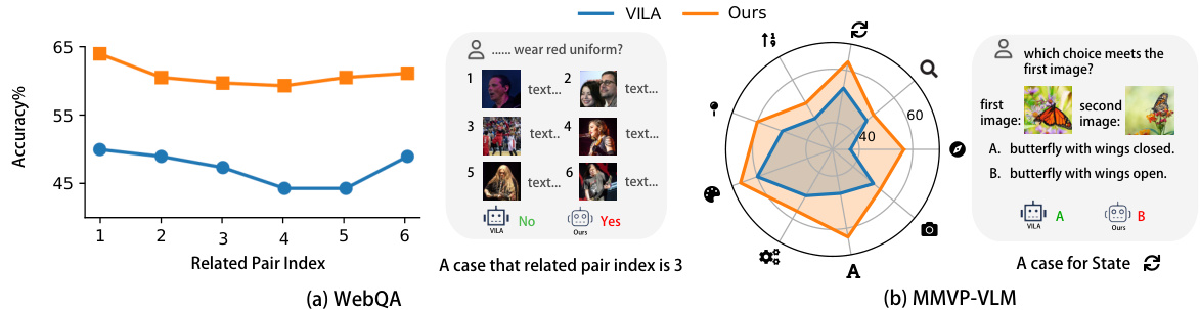 VILA
Ours
65
55
45
Accuracy%
1 2 3 4 5 6
Related Pair Index
...... wear red uniform?
1 text... 2 text...
3 text.. 4 text...
5 text... 6 text...
VILA No Ours Yes
A case that related pair index is 3
(a) WebQA
60
40
A
which choice meets the
first image?
first
image:
second
image:
A. butterfly with wings closed.
B. butterfly with wings open.
VILA A Ours B
A case for State
(b) MMVP-VLM